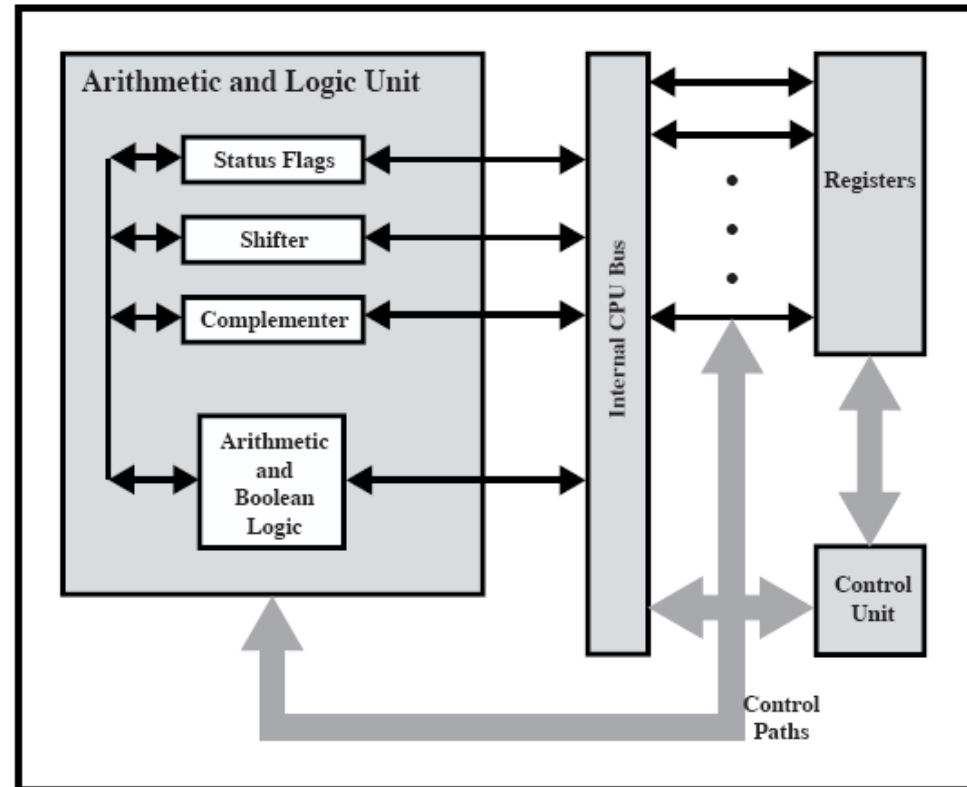 Arithmetic and Logic Unit
Status Flags
Shifter
Complementer
Arithmetic
and
Boolean
Logic
Internal CPU Bus
Registers
Control
Unit
Control
Paths